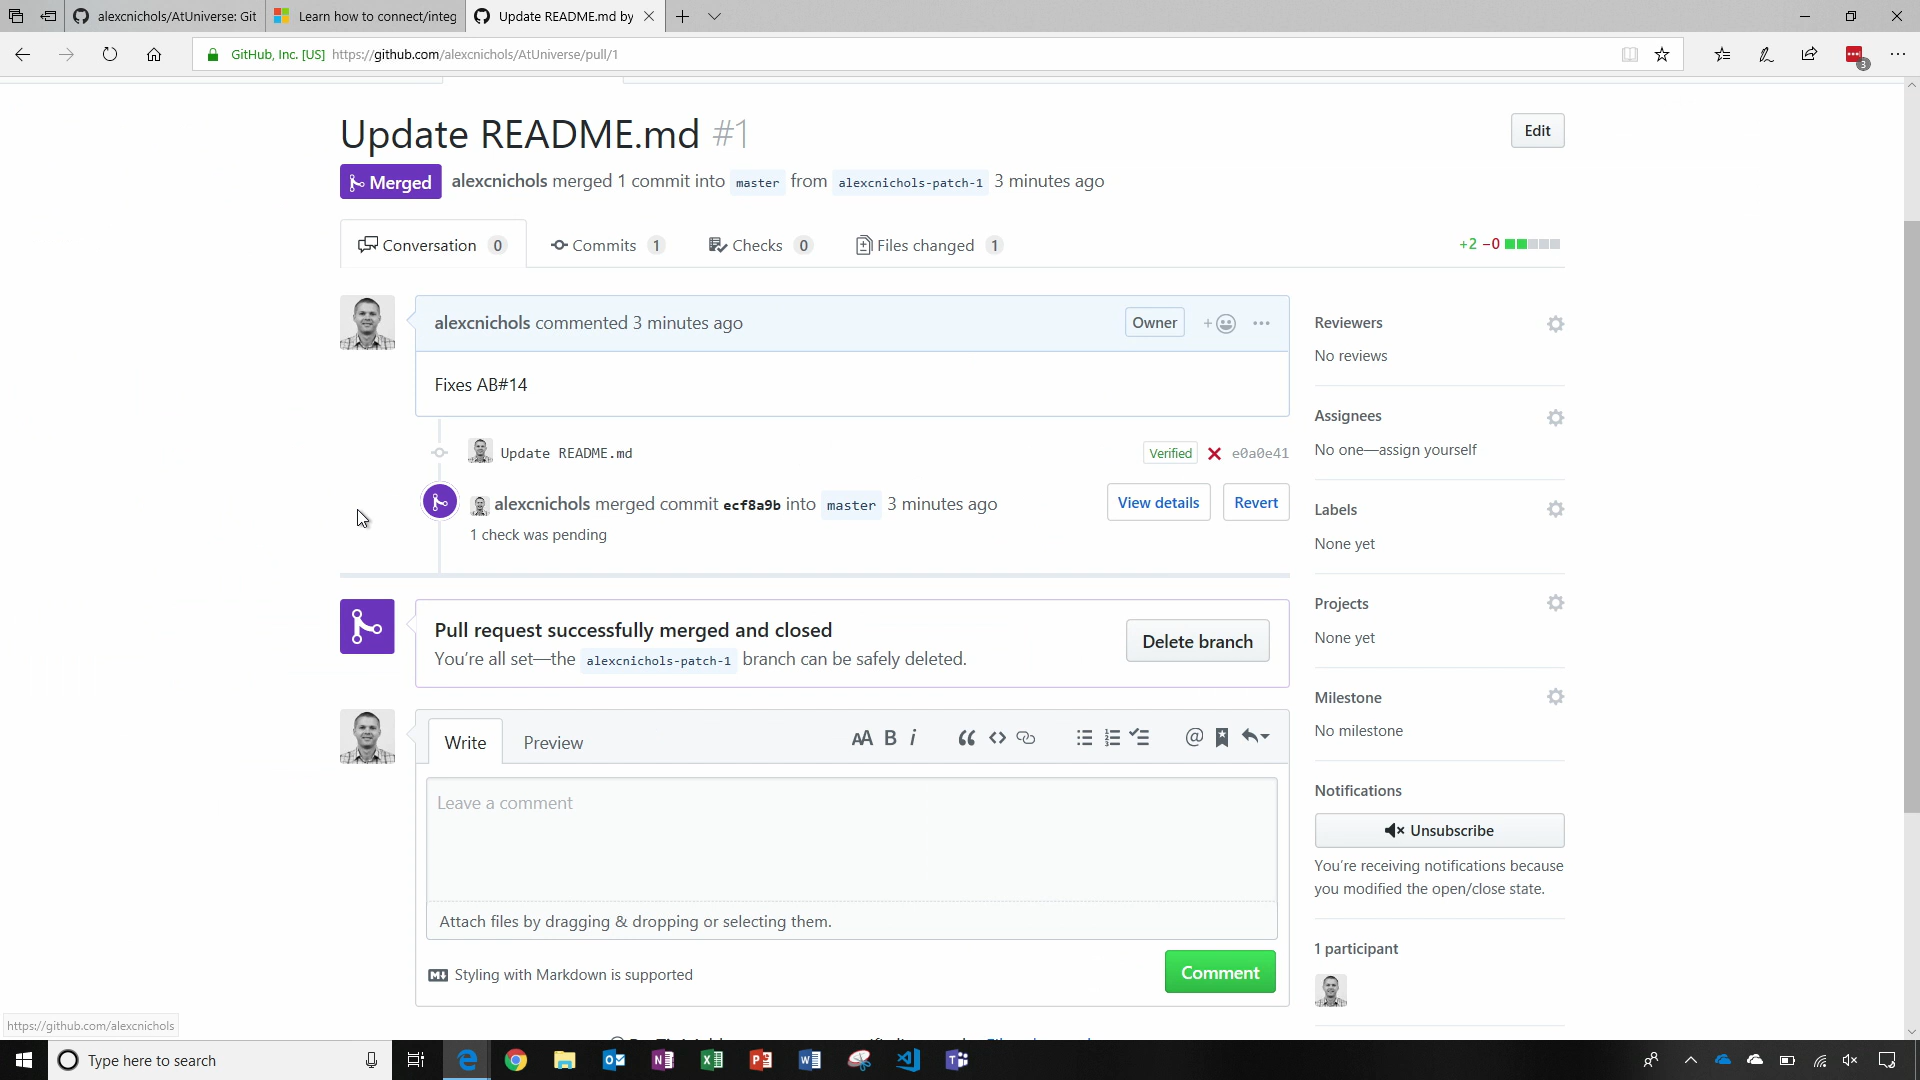 alexcnichols/AtUniverse: Git
Learn how to connect/integ
Update README.md by
GitHub, Inc. [US] https://github.com/alexcnichols/AtUniverse/pull/1
3
Update README.md #1
Edit
Merged alexcnichols merged 1 commit into master from alexcnichols-patch-1 3 minutes ago
Conversation 0
Commits 1
Checks 0
Files changed 1
+2 −0
alexcnichols commented 3 minutes ago
Owner
Fixes AB#14
Update README.md
Verified e0a0e41
alexcnichols merged commit ecf8a9b into master 3 minutes ago
View details
Revert
1 check was pending
Pull request successfully merged and closed
You're all set—the alexcnichols-patch-1 branch can be safely deleted.
Delete branch
Write
Preview
AA B i
Leave a comment
Attach files by dragging & dropping or selecting them.
Styling with Markdown is supported
Comment
Reviewers
No reviews
Assignees
No one—assign yourself
Labels
None yet
Projects
None yet
Milestone
No milestone
Notifications
Unsubscribe
You're receiving notifications because
you modified the open/close state.
1 participant
https://github.com/alexcnichols
Type here to search